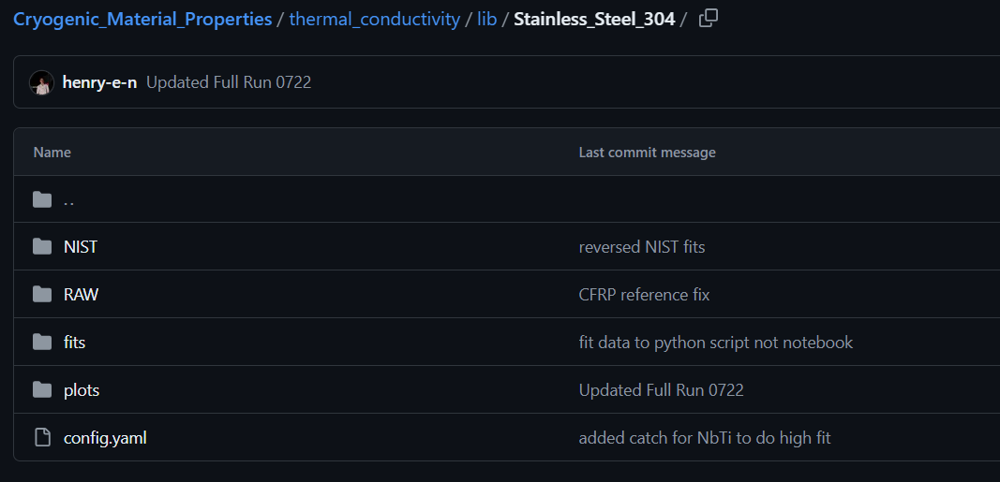 Cryogenic_Material_Properties / thermal_conductivity / lib / Stainless_Steel_304 /
henry-e-n Updated Full Run 0722
Name Last commit message
..
NIST reversed NIST fits
RAW CFRP reference fix
fits fit data to python script not notebook
plots Updated Full Run 0722
config.yaml added catch for NbTi to do high fit